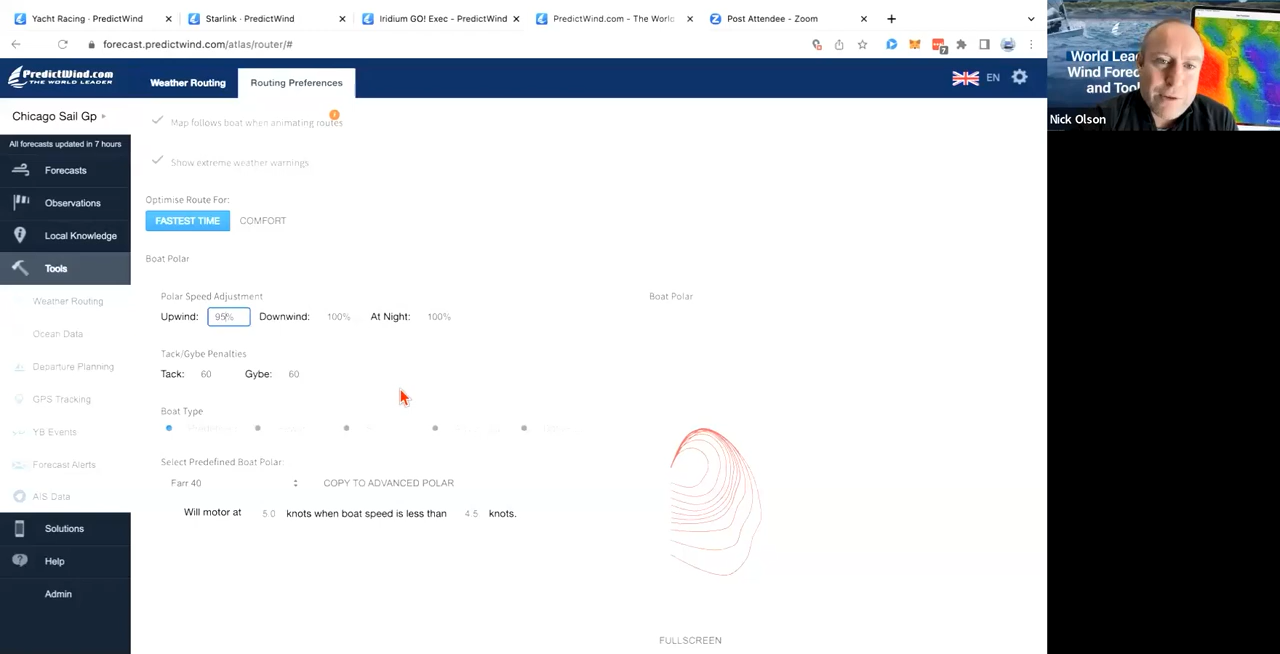 Yacht Racing · PredictWind
Starlink · PredictWind
Iridium GO! Exec - PredictWind
PredictWind.com - The World
Post Attendee - Zoom
forecast.predictwind.com/atlas/router/#
7
PredictWind.com
THE WORLD LEADER
Weather Routing
Routing Preferences
EN
Chicago Sail Gp
All forecasts updated in 7 hours
Forecasts
Observations
Local Knowledge
Tools
Weather Routing
Ocean Data
Departure Planning
GPS Tracking
YB Events
Forecast Alerts
AIS Data
Solutions
Help
Admin
Map follows boat when animating routes
Show extreme weather warnings
Optimise Route For:
FASTEST TIME COMFORT
Boat Polar
Polar Speed Adjustment
Upwind: 95% Downwind: 100% At Night: 100%
Tack/Gybe Penalties
Tack: 60 Gybe: 60
Boat Type
Select Predefined Boat Polar:
Farr 40 COPY TO ADVANCED POLAR
Will motor at 5.0 knots when boat speed is less than 4.5 knots.
Boat Polar
FULLSCREEN
World Lea
Wind Fore
and Tool
Nick Olson